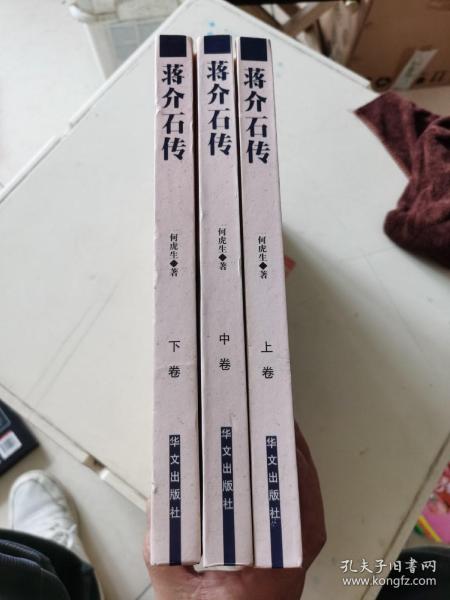 蒋介石传
何虎生◆著
下卷
华文出版社
蒋介石传
何虎生◆著
中卷
华文出版社
蒋介石传
何虎生◆著
上卷
华文出版社
孔夫子旧书网
www.kongfz.com